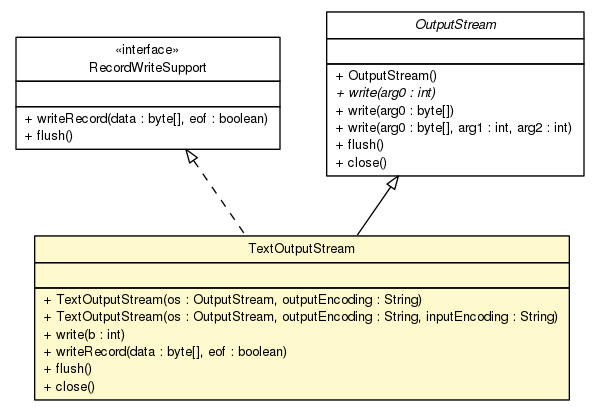 «interface»
RecordWriteSupport
+ writeRecord(data : byte[], eof : boolean)
+ flush()
OutputStream
+ OutputStream()
+ write(arg0 : int)
+ write(arg0 : byte[])
+ write(arg0 : byte[], arg1 : int, arg2 : int)
+ flush()
+ close()
TextOutputStream
+ TextOutputStream(os : OutputStream, outputEncoding : String)
+ TextOutputStream(os : OutputStream, outputEncoding : String, inputEncoding : String)
+ write(b : int)
+ writeRecord(data : byte[], eof : boolean)
+ flush()
+ close()